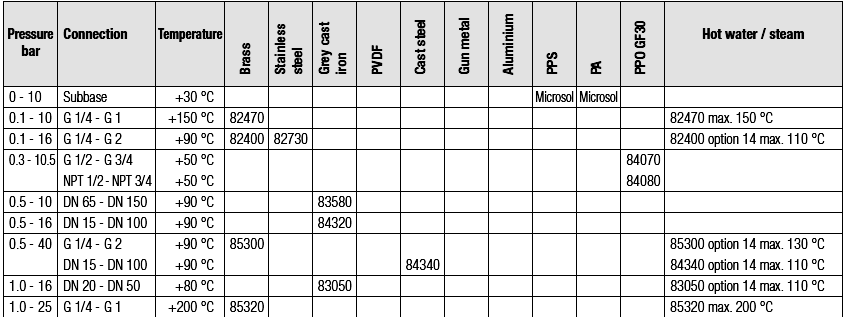 Pressure bar Connection Temperature Brass Stainless steel Grey cast iron PVDF Cast steel Gun metal Aluminium PPS PA PPO GF30 Hot water / steam
0 - 10 Subbase +30 °C Microsol Microsol
0.1 - 10 G 1/4 - G 1 +150 °C 82470 82470 max. 150 °C
0.1 - 16 G 1/4 - G 2 +90 °C 82400 82730 82400 option 14 max. 110 °C
0.3 - 10.5 G 1/2 - G 3/4 +50 °C 84070
NPT 1/2 - NPT 3/4 +50 °C 84080
0.5 - 10 DN 65 - DN 150 +90 °C 83580
0.5 - 16 DN 15 - DN 100 +90 °C 84320
0.5 - 40 G 1/4 - G 2 +90 °C 85300 85300 option 14 max. 130 °C
DN 15 - DN 100 +90 °C 84340 84340 option 14 max. 110 °C
1.0 - 16 DN 20 - DN 50 +80 °C 83050 83050 option 14 max. 110 °C
1.0 - 25 G 1/4 - G 1 +200 °C 85320 85320 max. 200 °C